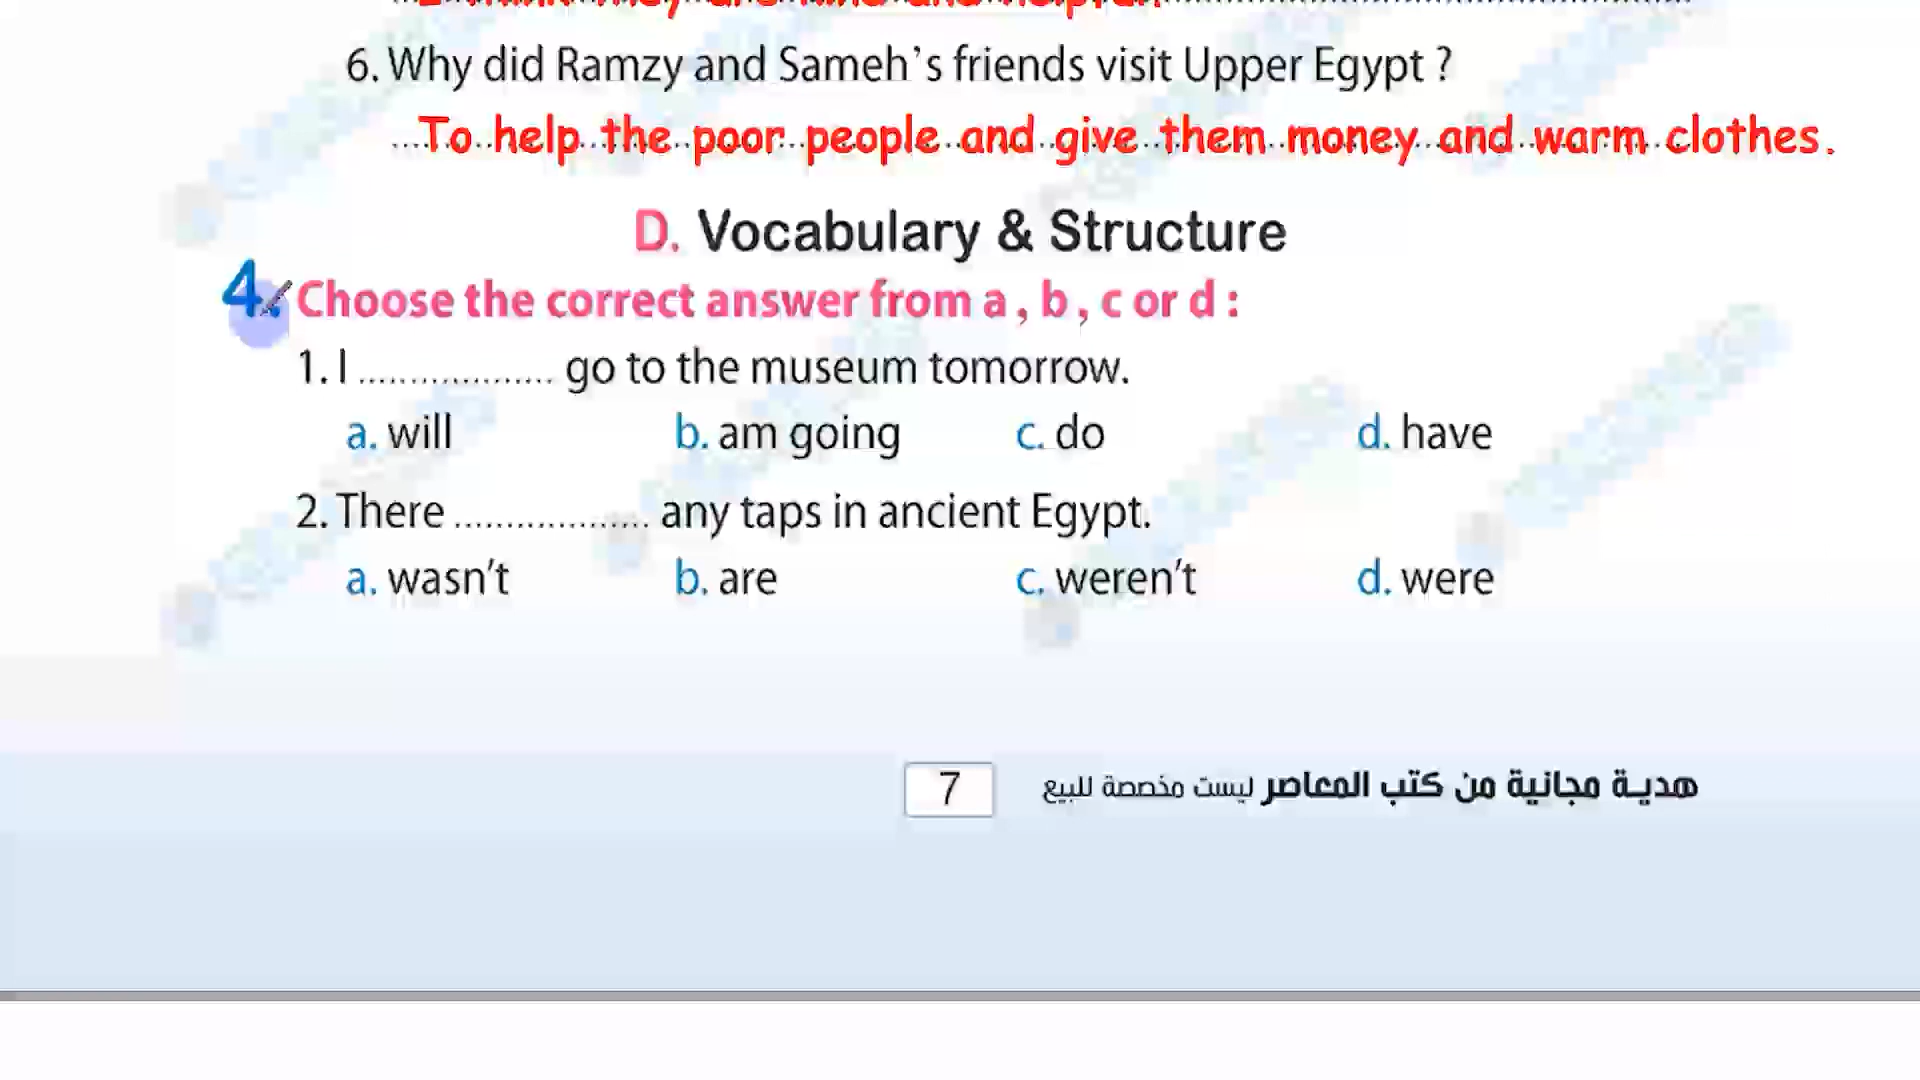 6. Why did Ramzy and Sameh's friends visit Upper Egypt ?
To help the poor people and give them money and warm clothes.
D. Vocabulary & Structure
4. Choose the correct answer from a , b , c or d :
1. I .................. go to the museum tomorrow.
a. will b. am going c. do d. have
2. There .................. any taps in ancient Egypt.
a. wasn't b. are c. weren't d. were
7 هدية مجانية من كتب المعاصر ليست مخصصة للبيع